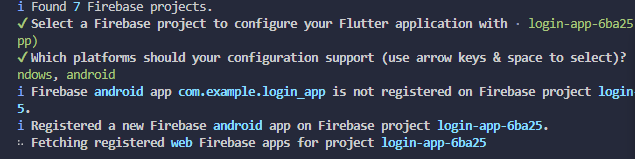 i Found 7 Firebase projects.
✓ Select a Firebase project to configure your Flutter application with · login-app-6ba25
pp)
✓ Which platforms should your configuration support (use arrow keys & space to select)?
ndows, android
i Firebase android app com.example.login_app is not registered on Firebase project login
5.
i Registered a new Firebase android app on Firebase project login-app-6ba25.
Fetching registered web Firebase apps for project login-app-6ba25